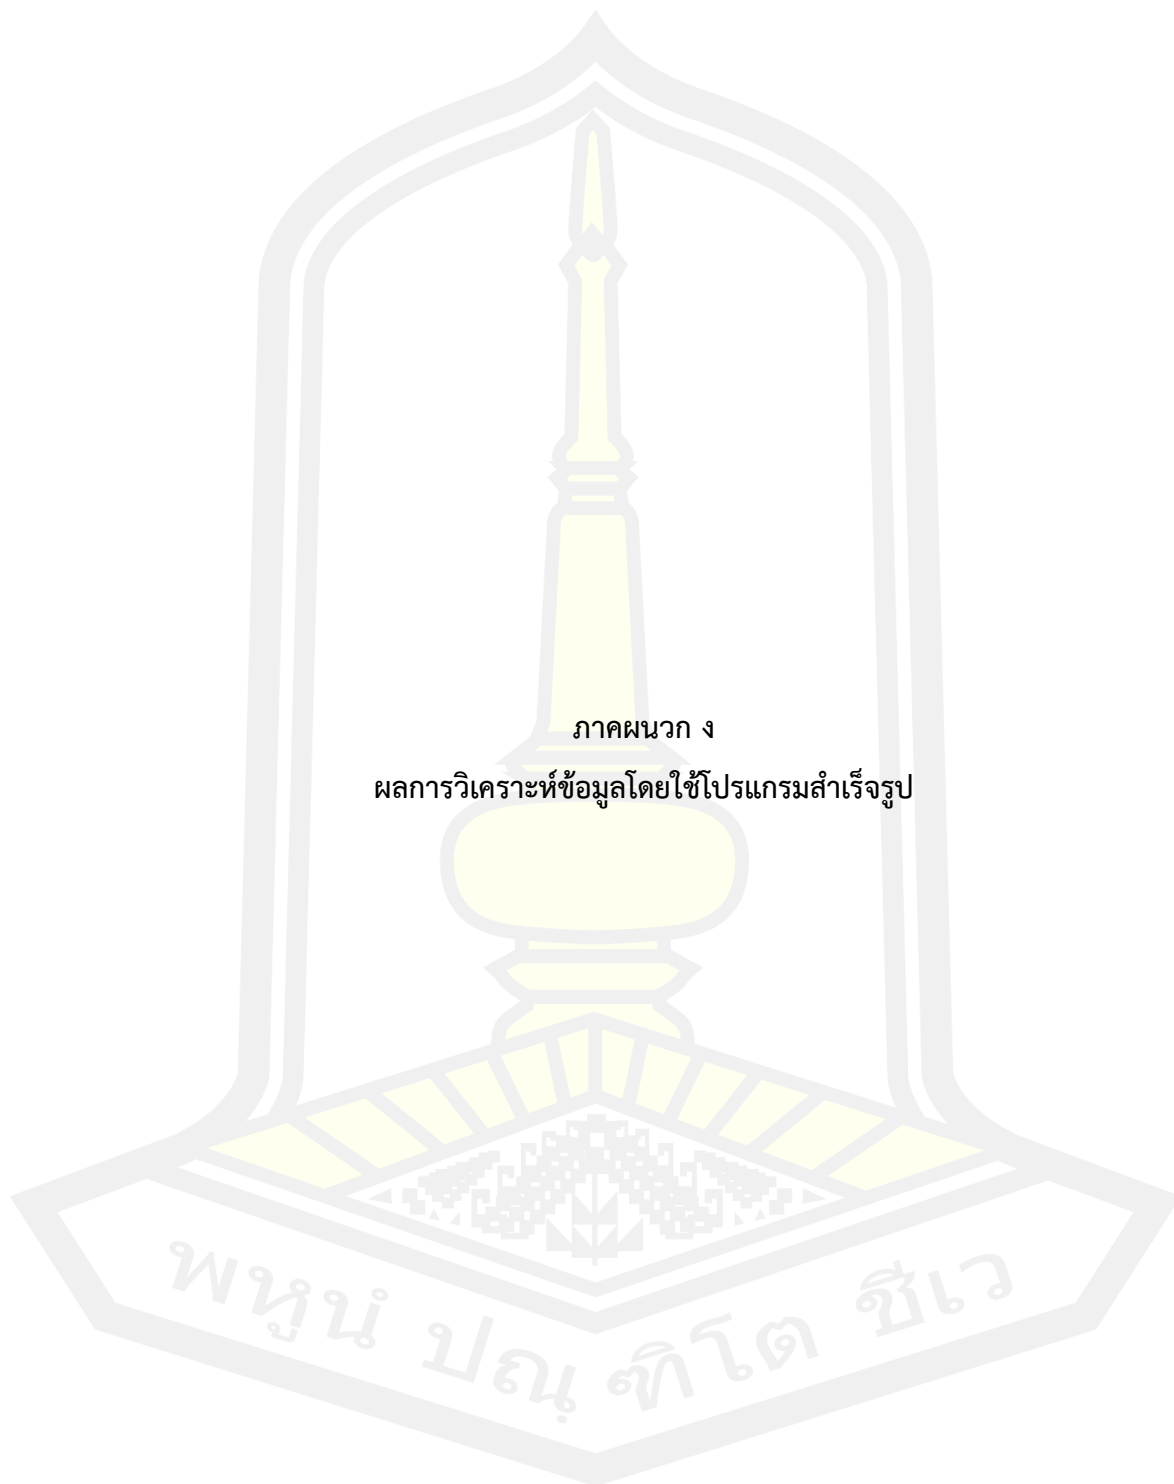 ภาคผนวก ง
ผลการวิเคราะห์ข้อมูลโดยใช้โปรแกรมสำเร็จรูป
พหูนํ ปณฺฑิโต ชีเว